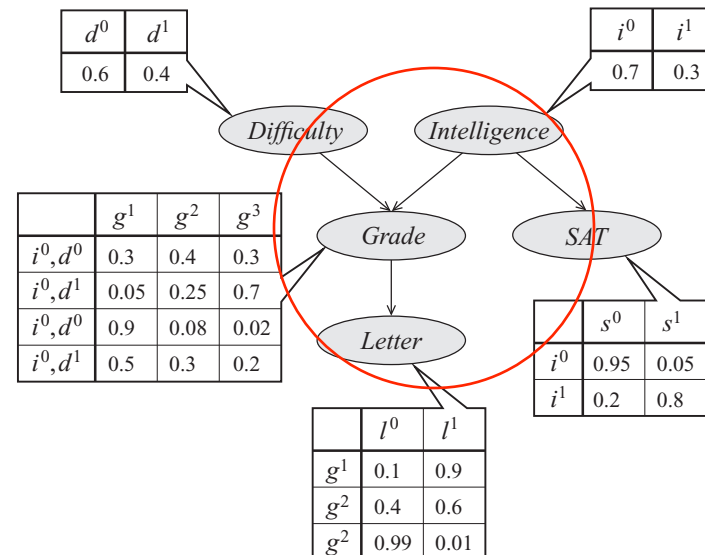 d⁰ d¹
0.6 0.4
i⁰ i¹
0.7 0.3
Difficulty
Intelligence
g¹ g² g³
i⁰,d⁰ 0.3 0.4 0.3
i⁰,d¹ 0.05 0.25 0.7
i⁰,d⁰ 0.9 0.08 0.02
i⁰,d¹ 0.5 0.3 0.2
Grade
SAT
Letter
s⁰ s¹
i⁰ 0.95 0.05
i¹ 0.2 0.8
l⁰ l¹
g¹ 0.1 0.9
g² 0.4 0.6
g² 0.99 0.01